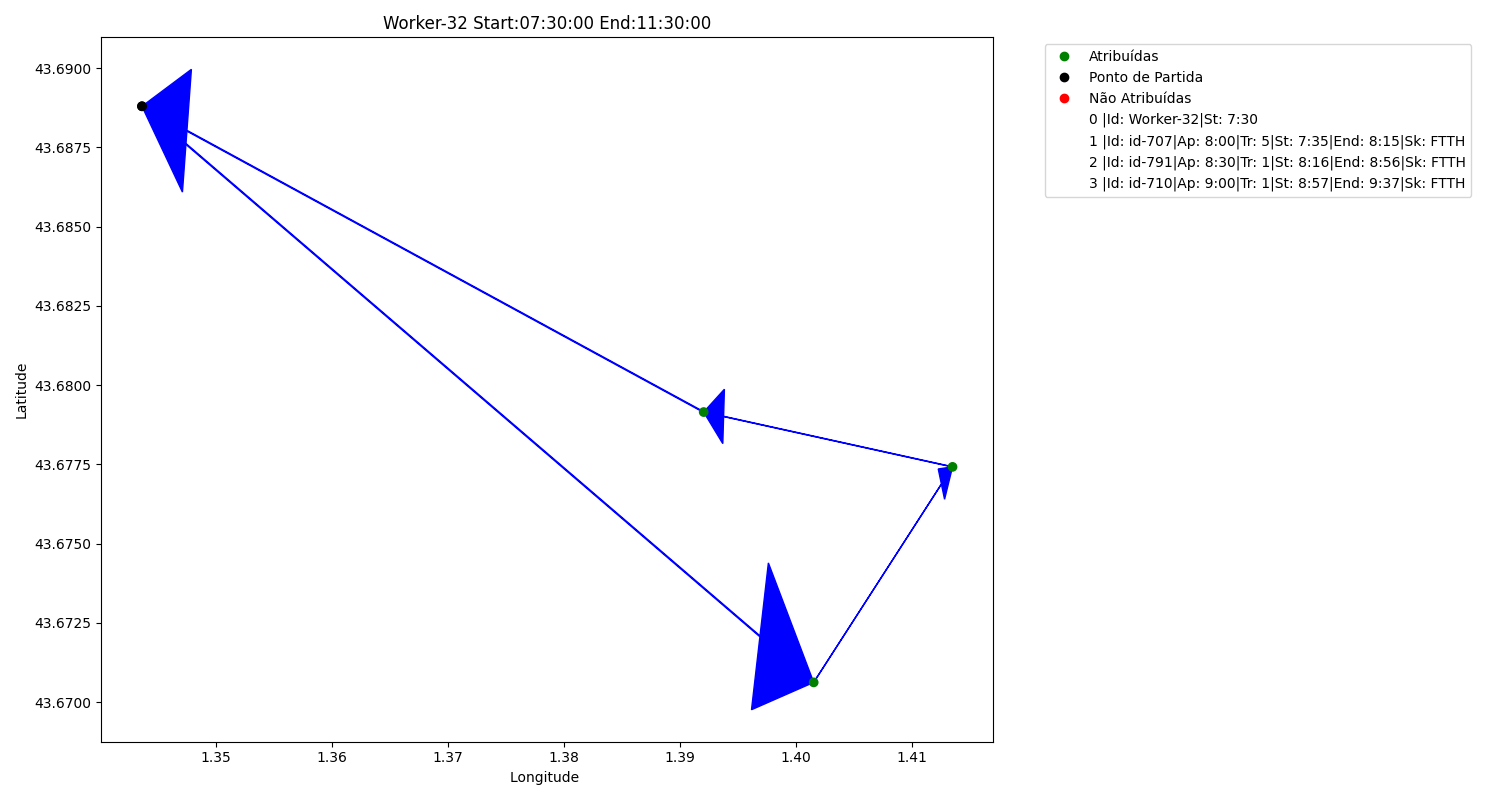 Worker-32 Start:07:30:00 End:11:30:00
43.6900
43.6875
43.6850
43.6825
43.6800
43.6775
43.6750
43.6725
43.6700
Latitude
1.35
1.36
1.37
1.38
1.39
1.40
1.41
Longitude
Atribuídas
Ponto de Partida
Não Atribuídas
0 |Id: Worker-32|St: 7:30
1 |Id: id-707|Ap: 8:00|Tr: 5|St: 7:35|End: 8:15|Sk: FTTH
2 |Id: id-791|Ap: 8:30|Tr: 1|St: 8:16|End: 8:56|Sk: FTTH
3 |Id: id-710|Ap: 9:00|Tr: 1|St: 8:57|End: 9:37|Sk: FTTH